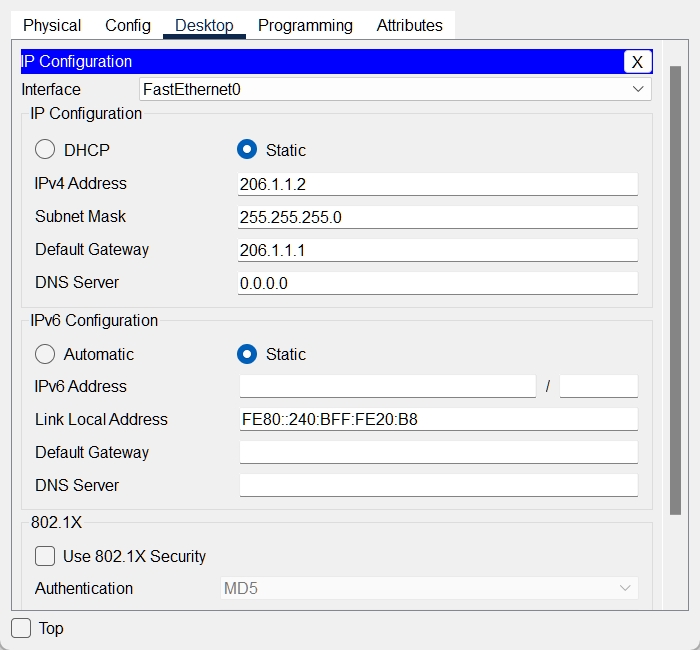 Physical Config Desktop Programming Attributes
IP Configuration X
Interface FastEthernet0
IP Configuration
DHCP Static
IPv4 Address 206.1.1.2
Subnet Mask 255.255.255.0
Default Gateway 206.1.1.1
DNS Server 0.0.0.0
IPv6 Configuration
Automatic Static
IPv6 Address /
Link Local Address FE80::240:BFF:FE20:B8
Default Gateway
DNS Server
802.1X
Use 802.1X Security
Authentication MD5
Top